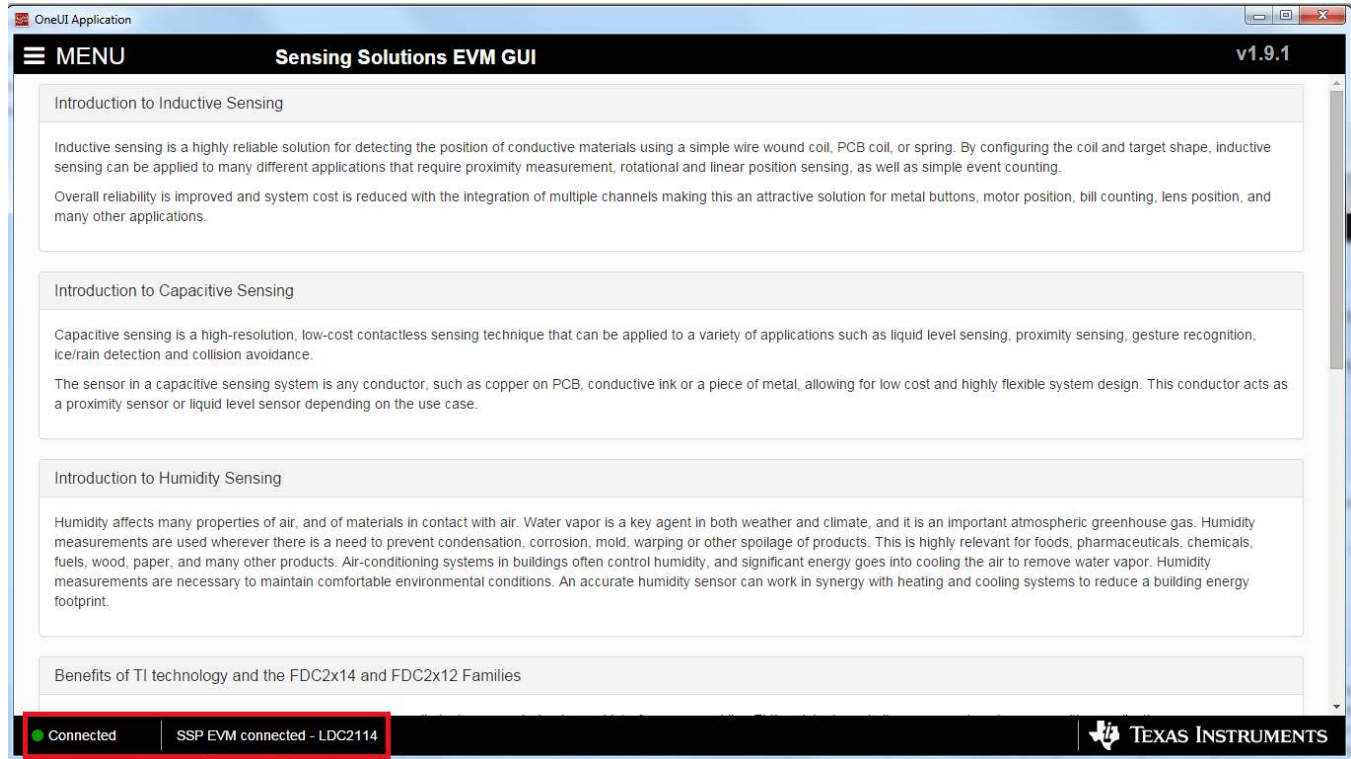 OneUI Application
MENU
Sensing Solutions EVM GUI
v1.9.1
Introduction to Inductive Sensing
Inductive sensing is a highly reliable solution for detecting the position of conductive materials using a simple wire wound coil, PCB coil, or spring. By configuring the coil and target shape, inductive
sensing can be applied to many different applications that require proximity measurement, rotational and linear position sensing, as well as simple event counting.
Overall reliability is improved and system cost is reduced with the integration of multiple channels making this an attractive solution for metal buttons, motor position, bill counting, lens position, and
many other applications.
Introduction to Capacitive Sensing
Capacitive sensing is a high-resolution, low-cost contactless sensing technique that can be applied to a variety of applications such as liquid level sensing, proximity sensing, gesture recognition,
ice/rain detection and collision avoidance.
The sensor in a capacitive sensing system is any conductor, such as copper on PCB, conductive ink or a piece of metal, allowing for low cost and highly flexible system design. This conductor acts as
a proximity sensor or liquid level sensor depending on the use case.
Introduction to Humidity Sensing
Humidity affects many properties of air, and of materials in contact with air. Water vapor is a key agent in both weather and climate, and it is an important atmospheric greenhouse gas. Humidity
measurements are used wherever there is a need to prevent condensation, corrosion, mold, warping or other spoilage of products. This is highly relevant for foods, pharmaceuticals, chemicals,
fuels, wood, paper, and many other products. Air-conditioning systems in buildings often control humidity, and significant energy goes into cooling the air to remove water vapor. Humidity
measurements are necessary to maintain comfortable environmental conditions. An accurate humidity sensor can work in synergy with heating and cooling systems to reduce a building energy
footprint.
Benefits of TI technology and the FDC2x14 and FDC2x12 Families
Connected
SSP EVM connected - LDC2114
TEXAS INSTRUMENTS